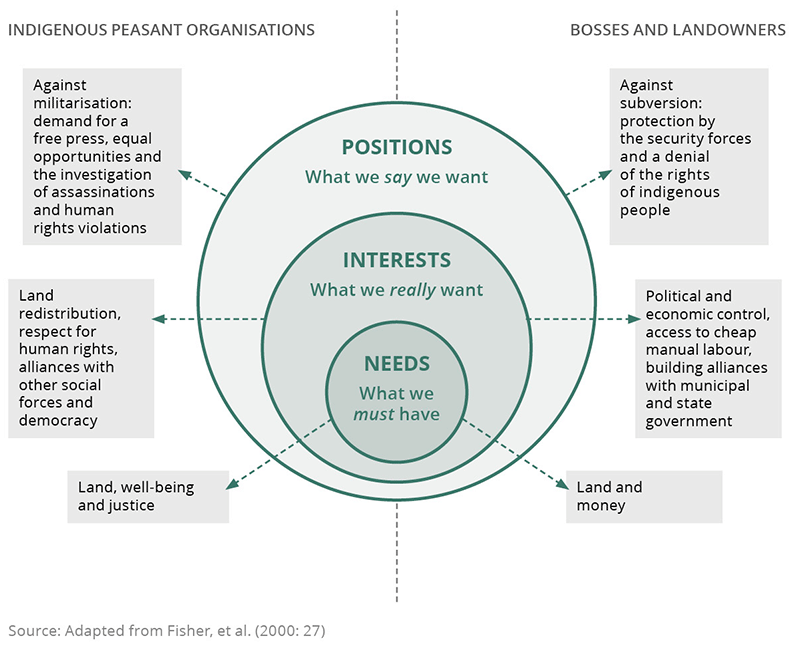 INDIGENOUS PEASANT ORGANISATIONS
BOSSES AND LANDOWNERS
Against
militarisation:
demand for a
free press, equal
opportunities and
the investigation
of assassinations
and human
rights violations
Land
redistribution,
respect for
human rights,
alliances with
other social
forces and
democracy
Land, well-being
and justice
POSITIONS
What we say we want
INTERESTS
What we really want
NEEDS
What we
must have
Against
subversion:
protection by
the security forces
and a denial
of the rights
of indigenous
people
Political and
economic control,
access to cheap
manual labour,
building alliances
with municipal
and state
government
Land and
money
Source: Adapted from Fisher, et al. (2000: 27)